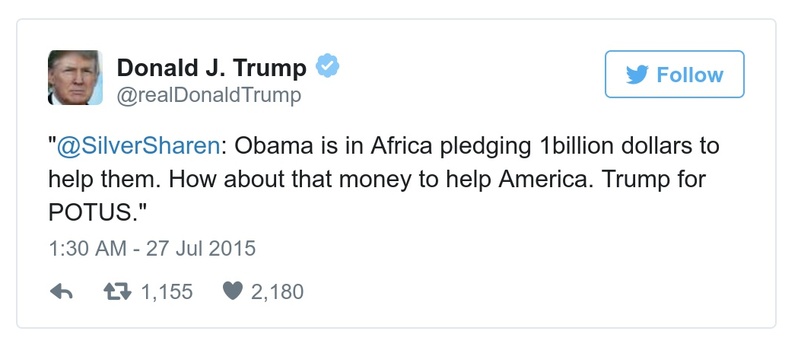 Donald J. Trump
Follow
@realDonaldTrump
"@SilverSharen: Obama is in Africa pledging 1billion dollars to
help them. How about that money to help America. Trump for
POTUS."
1:30 AM - 27 Jul 2015
1,155 2,180